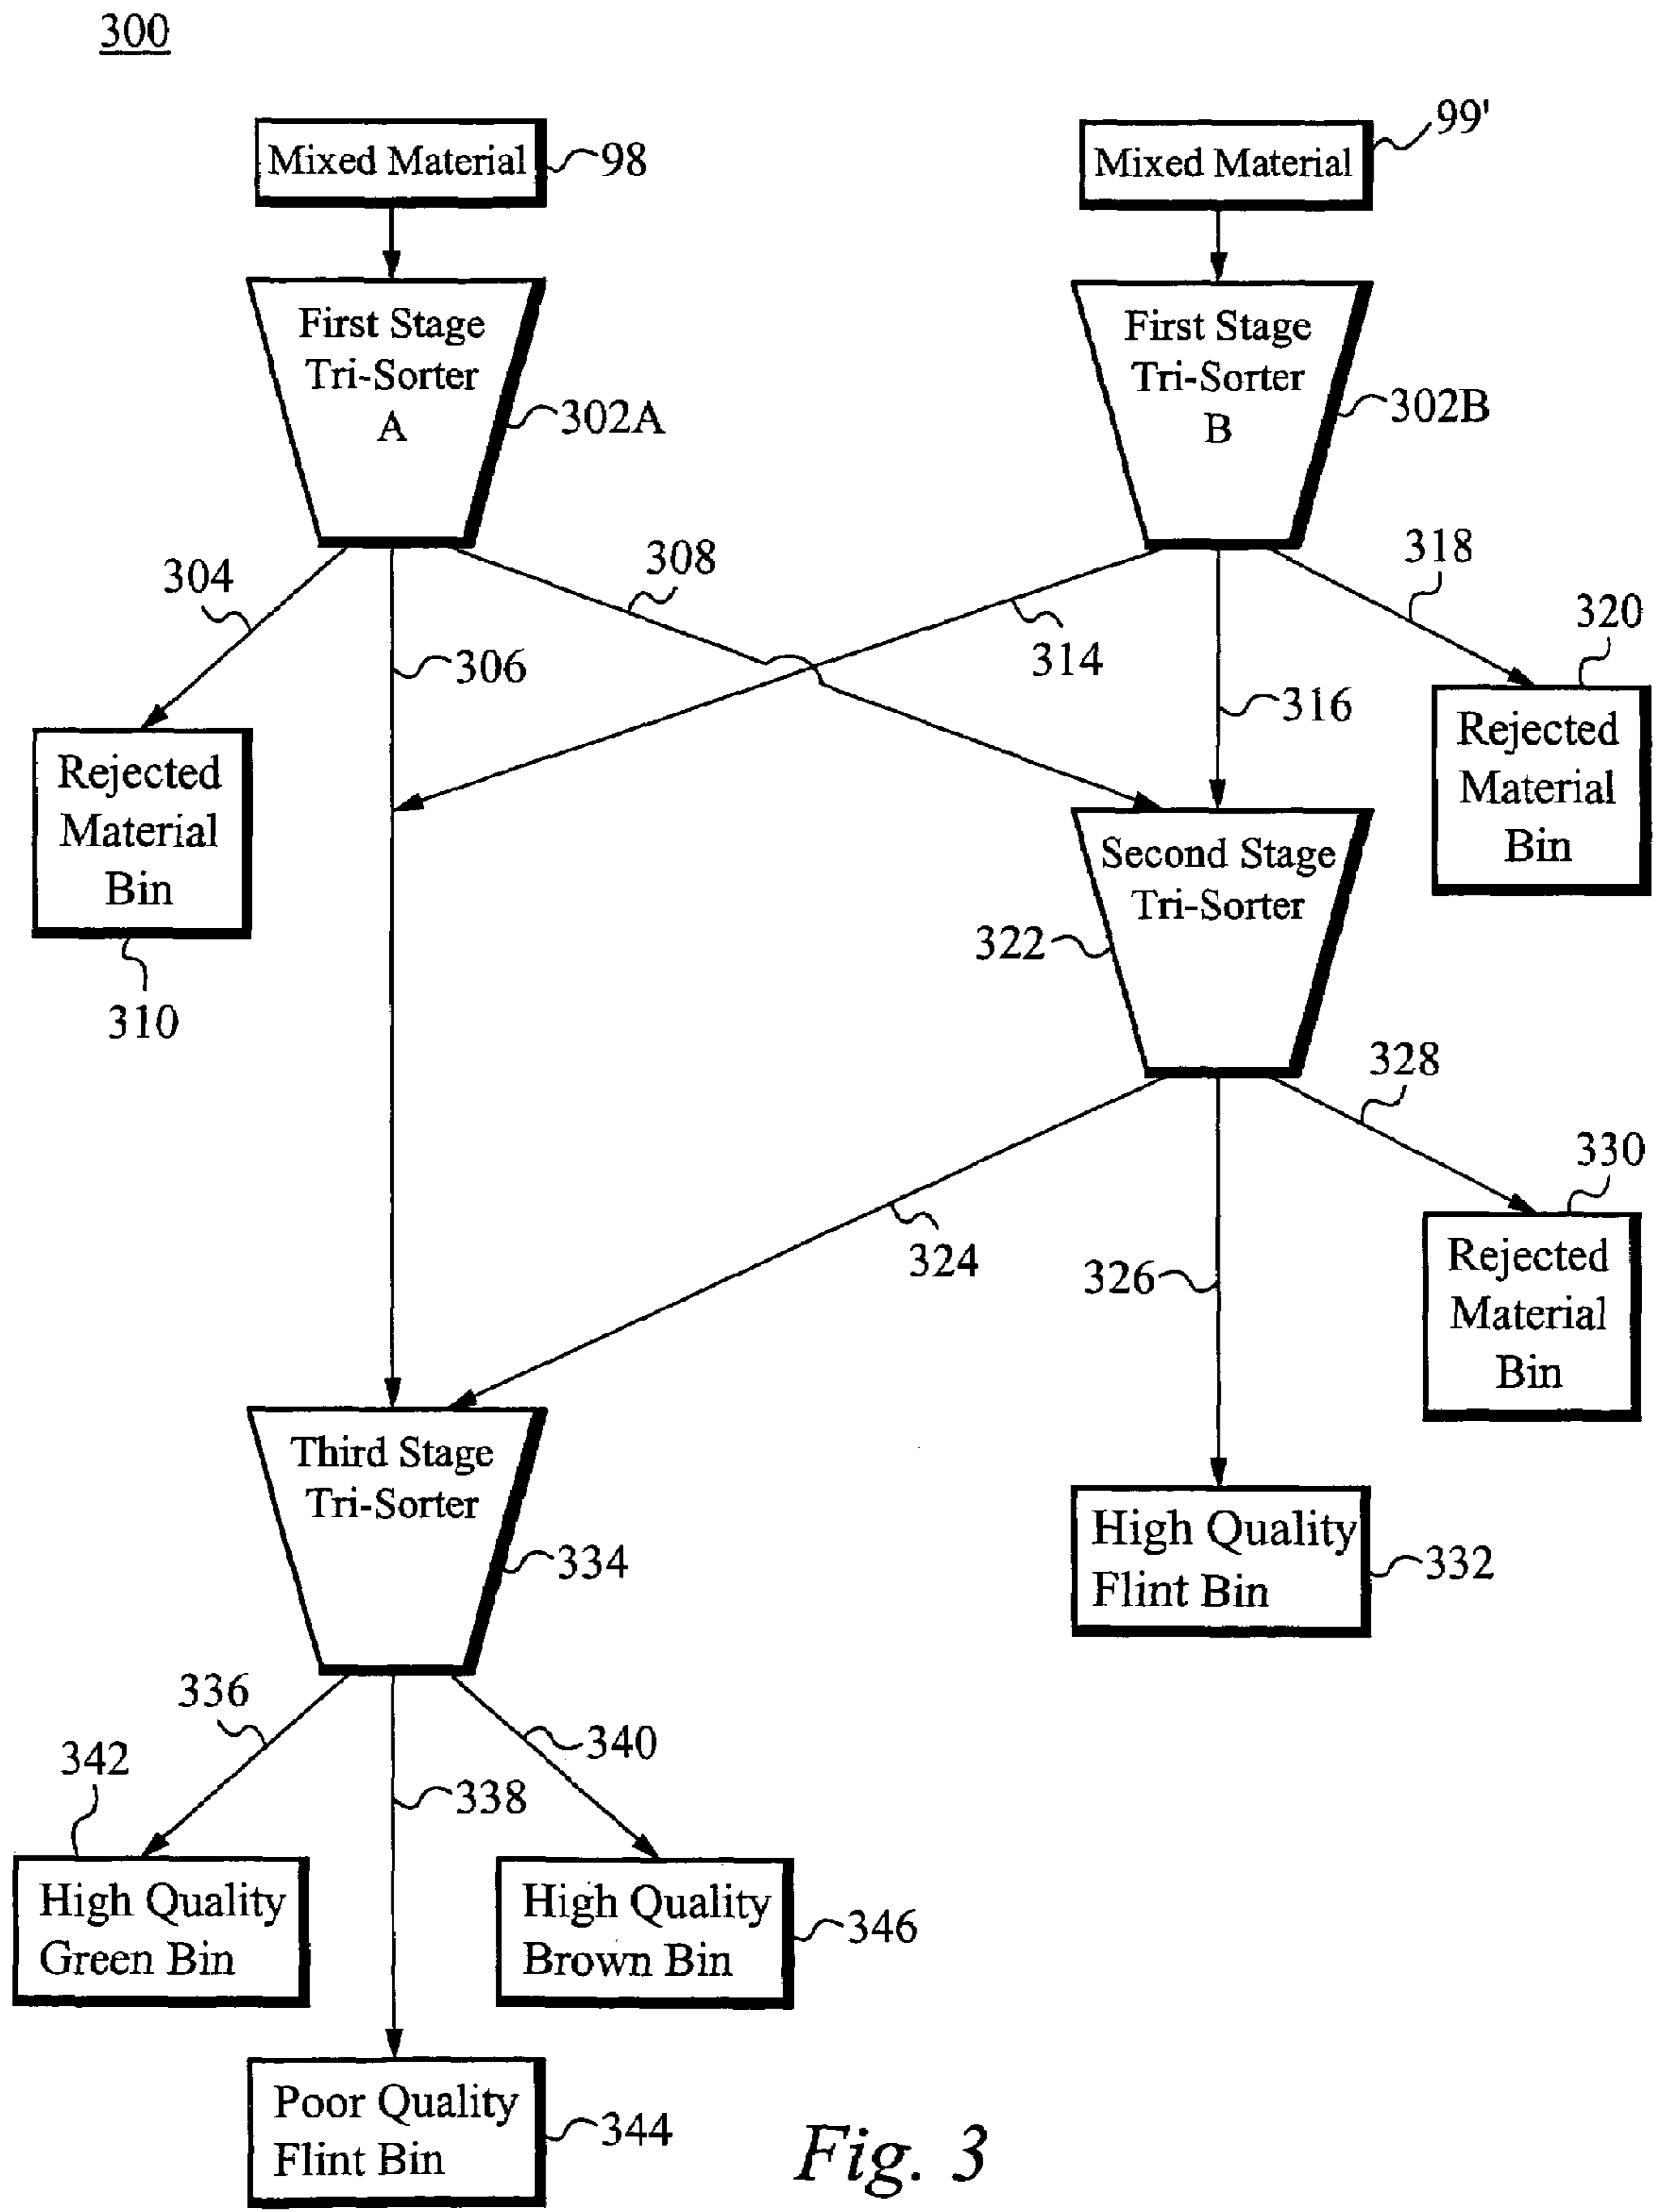 300
Mixed Material
98
Mixed Material
99'
First Stage
Tri-Sorter
A
302A
First Stage
Tri-Sorter
B
302B
304
306
308
314
316
318
320
Rejected
Material
Bin
310
Rejected
Material
Bin
Second Stage
Tri-Sorter
322
324
326
328
330
Rejected
Material
Bin
Third Stage
Tri-Sorter
334
High Quality
Flint Bin
332
336
338
340
342
High Quality
Green Bin
High Quality
Brown Bin
346
Poor Quality
Flint Bin
344
Fig. 3